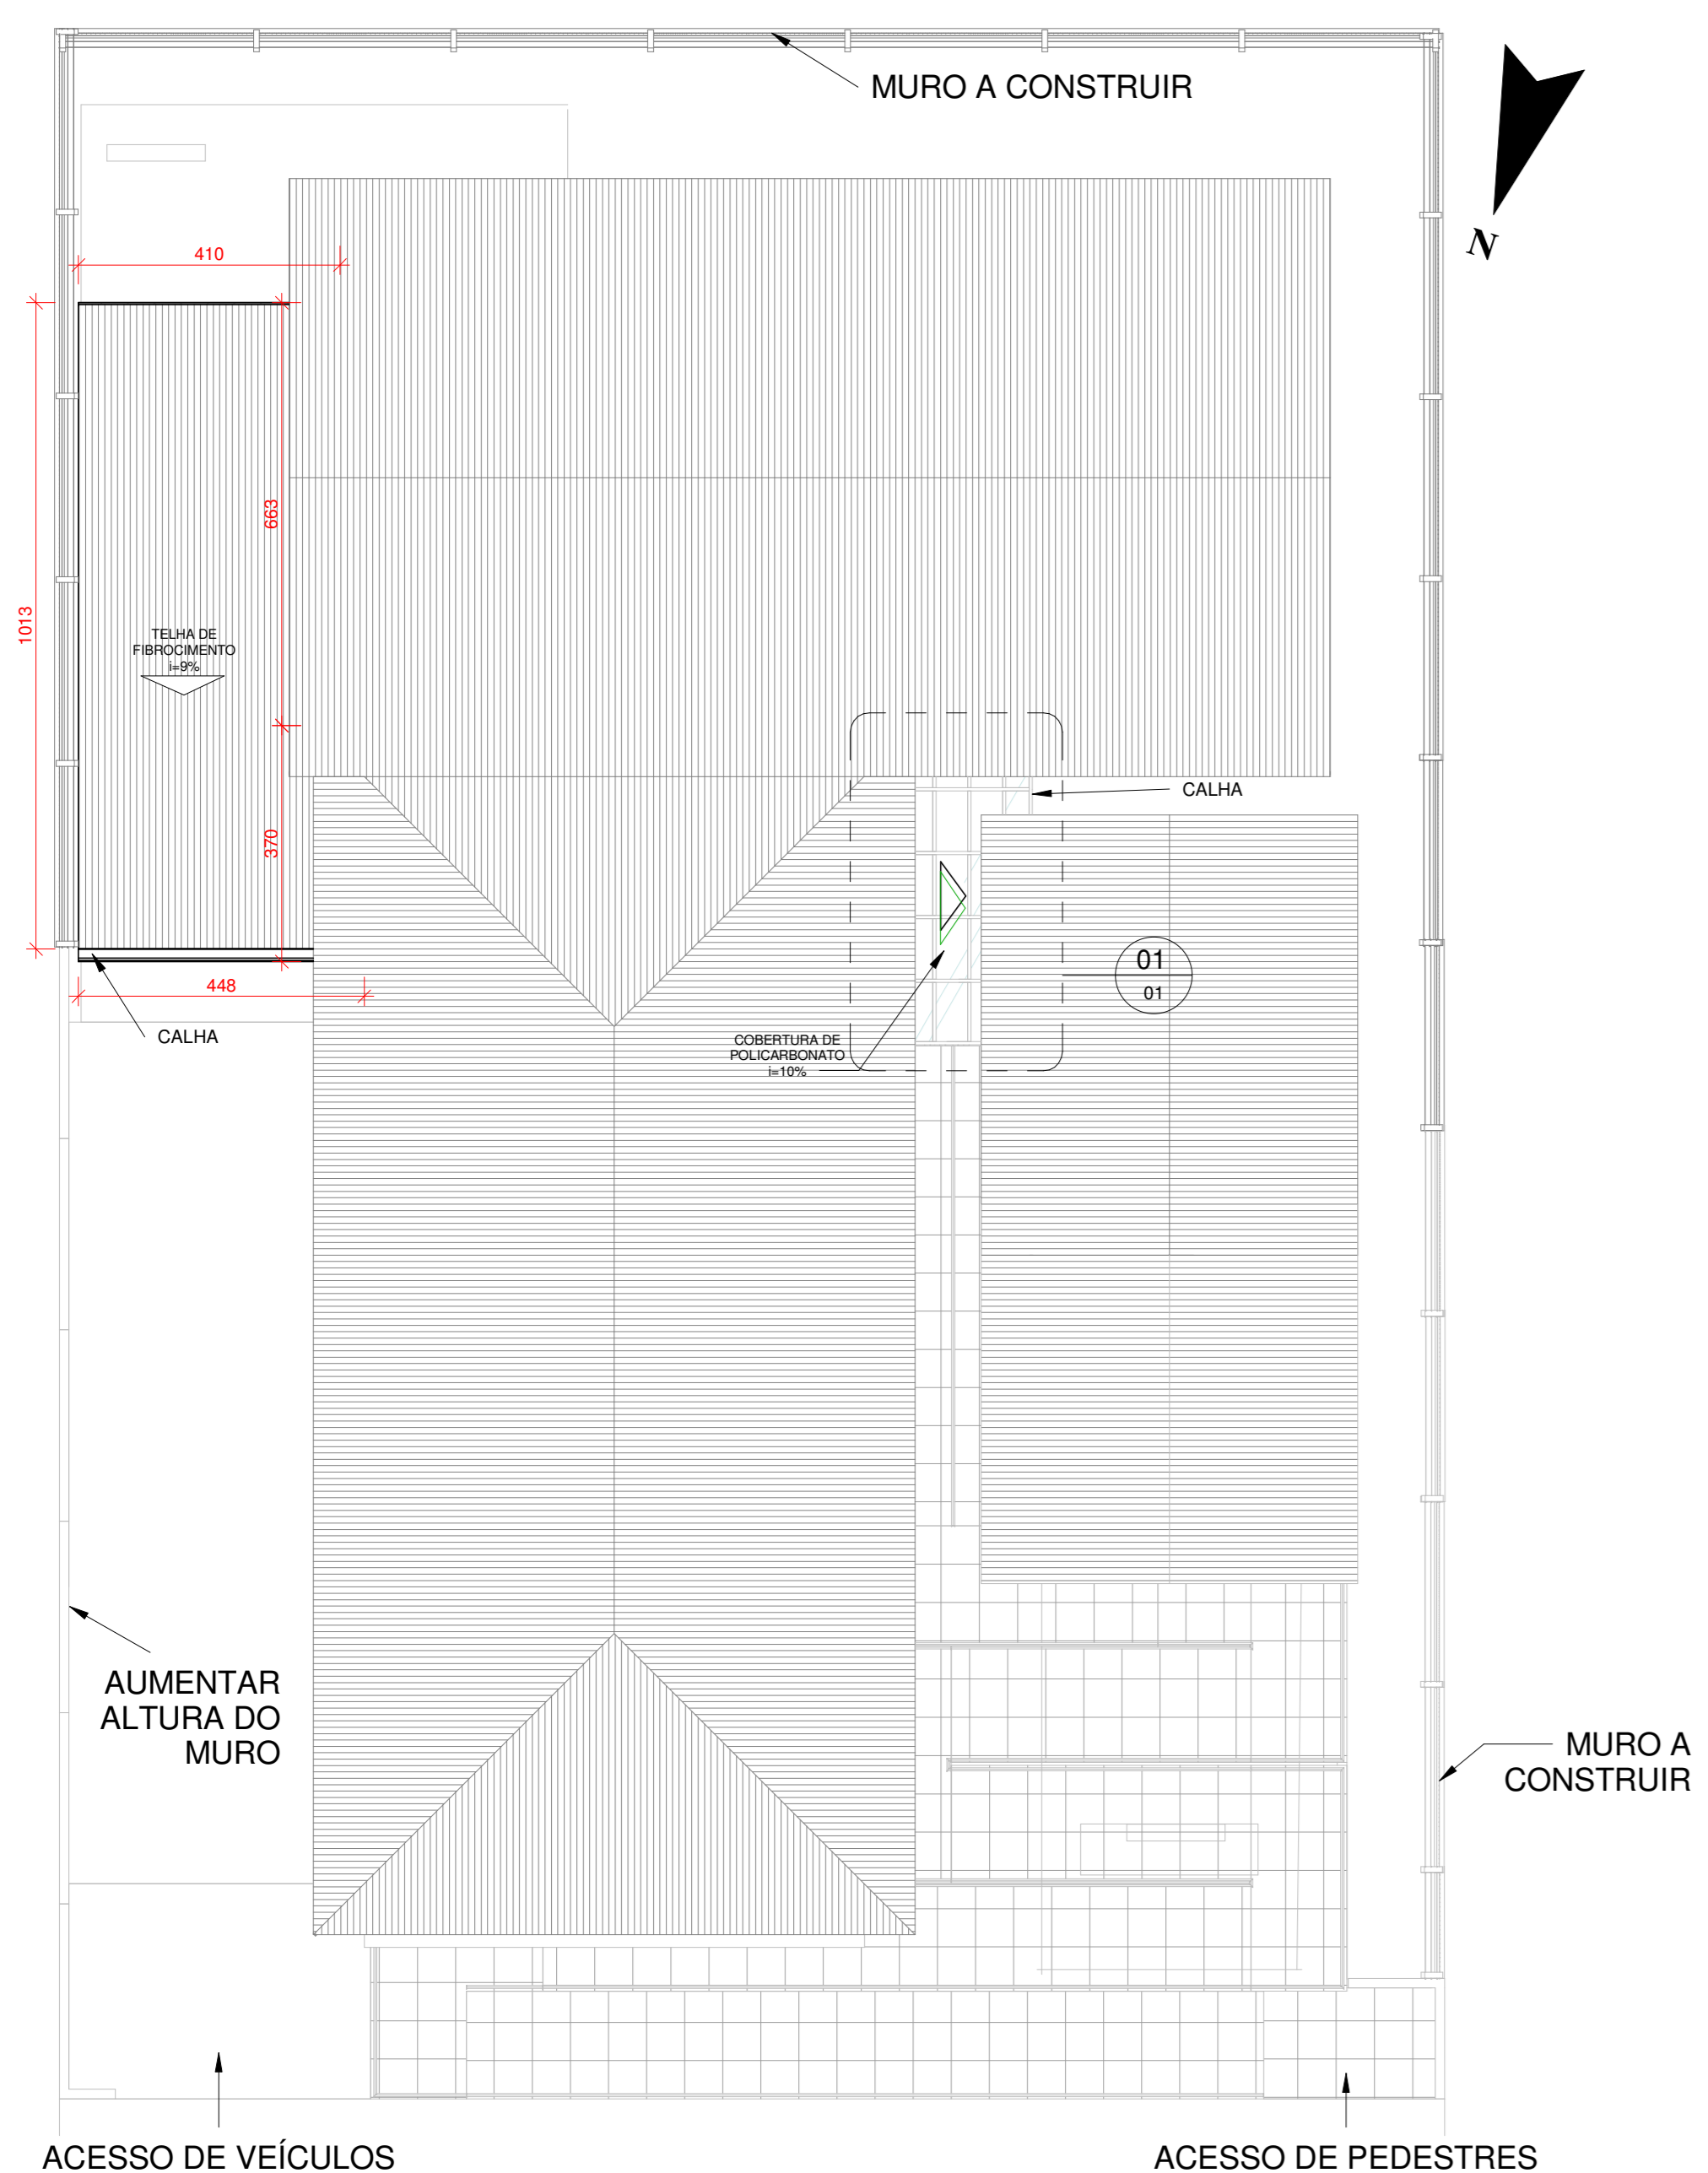 MURO A CONSTRUIR
N
410
1013
663
TELHA DE
FIBROCIMENTO
i=9%
370
CALHA
448
CALHA
01
01
COBERTURA DE
POLICARBONATO
i=10%
AUMENTAR
ALTURA DO
MURO
MURO A
CONSTRUIR
ACESSO DE VEÍCULOS
ACESSO DE PEDESTRES